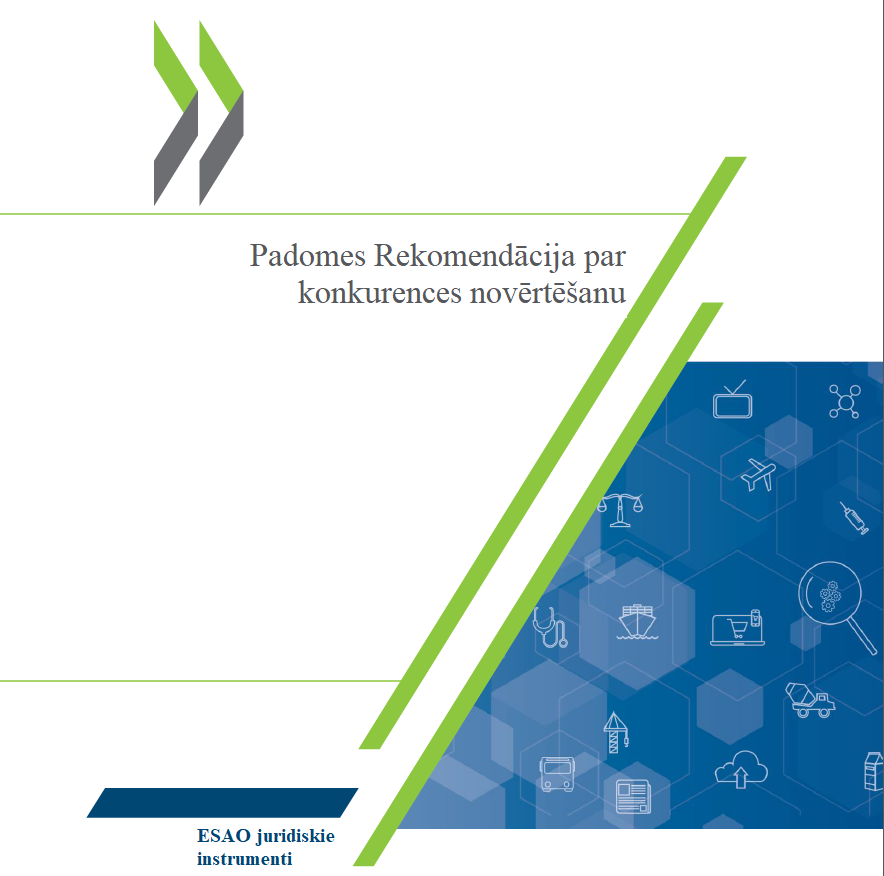 Padomes Rekomendācija par
konkurences novērtēšanu
ESAO juridiskie
instrumenti